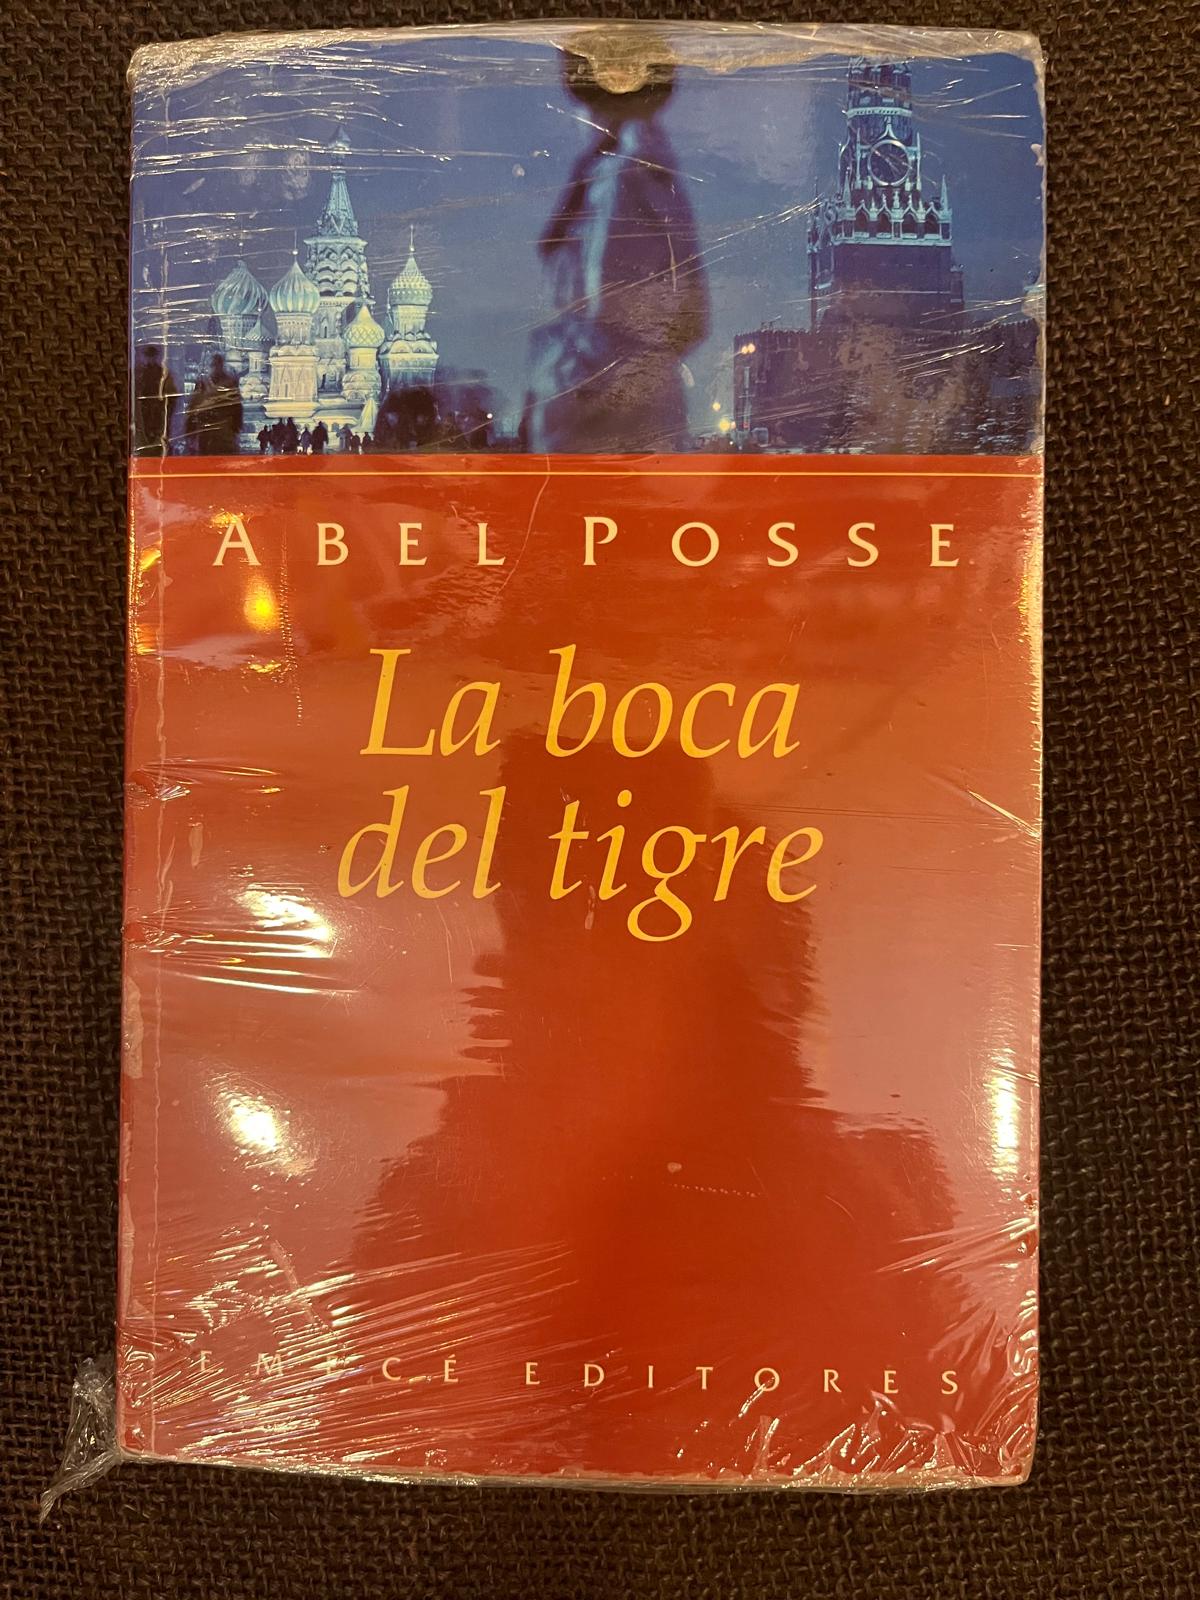 ABEL POSSE
La boca
del tigre
EMECÉ EDITORES